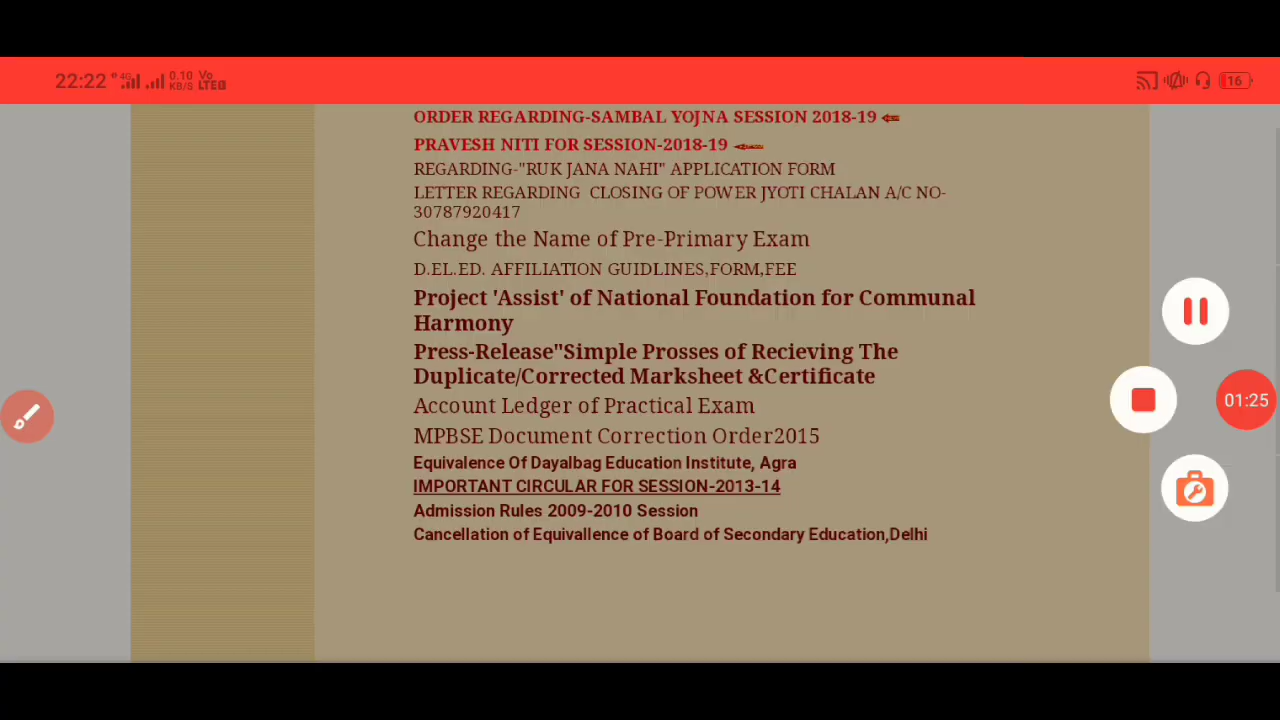 22:22 4G 0.10 KB/S Vo LTE 16
ORDER REGARDING-SAMBAL YOJNA SESSION 2018-19
PRAVESH NITI FOR SESSION-2018-19
REGARDING-"RUK JANA NAHI" APPLICATION FORM
LETTER REGARDING CLOSING OF POWER JYOTI CHALAN A/C NO-
30787920417
Change the Name of Pre-Primary Exam
D.EL.ED. AFFILIATION GUIDLINES,FORM,FEE
Project 'Assist' of National Foundation for Communal
Harmony
Press-Release"Simple Prosses of Recieving The
Duplicate/Corrected Marksheet &Certificate
Account Ledger of Practical Exam
MPBSE Document Correction Order2015
Equivalence Of Dayalbag Education Institute, Agra
IMPORTANT CIRCULAR FOR SESSION-2013-14
Admission Rules 2009-2010 Session
Cancellation of Equivallence of Board of Secondary Education,Delhi
01:25